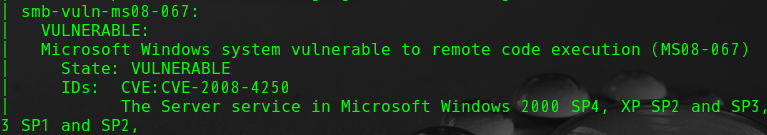 | smb-vuln-ms08-067:
|   VULNERABLE:
|   Microsoft Windows system vulnerable to remote code execution (MS08-067)
|     State: VULNERABLE
|     IDs:  CVE:CVE-2008-4250
|           The Server service in Microsoft Windows 2000 SP4, XP SP2 and SP3,
3 SP1 and SP2,